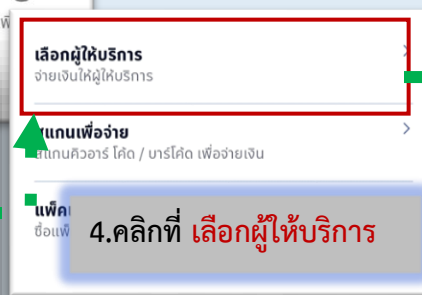 เลือกผู้ให้บริการ
จ่ายเงินให้ผู้ให้บริการ
สแกนเพื่อจ่าย
สแกนคิวอาร์ โค้ด / บาร์โค้ด เพื่อจ่ายเงิน
4.คลิกที่ เลือกผู้ให้บริการ